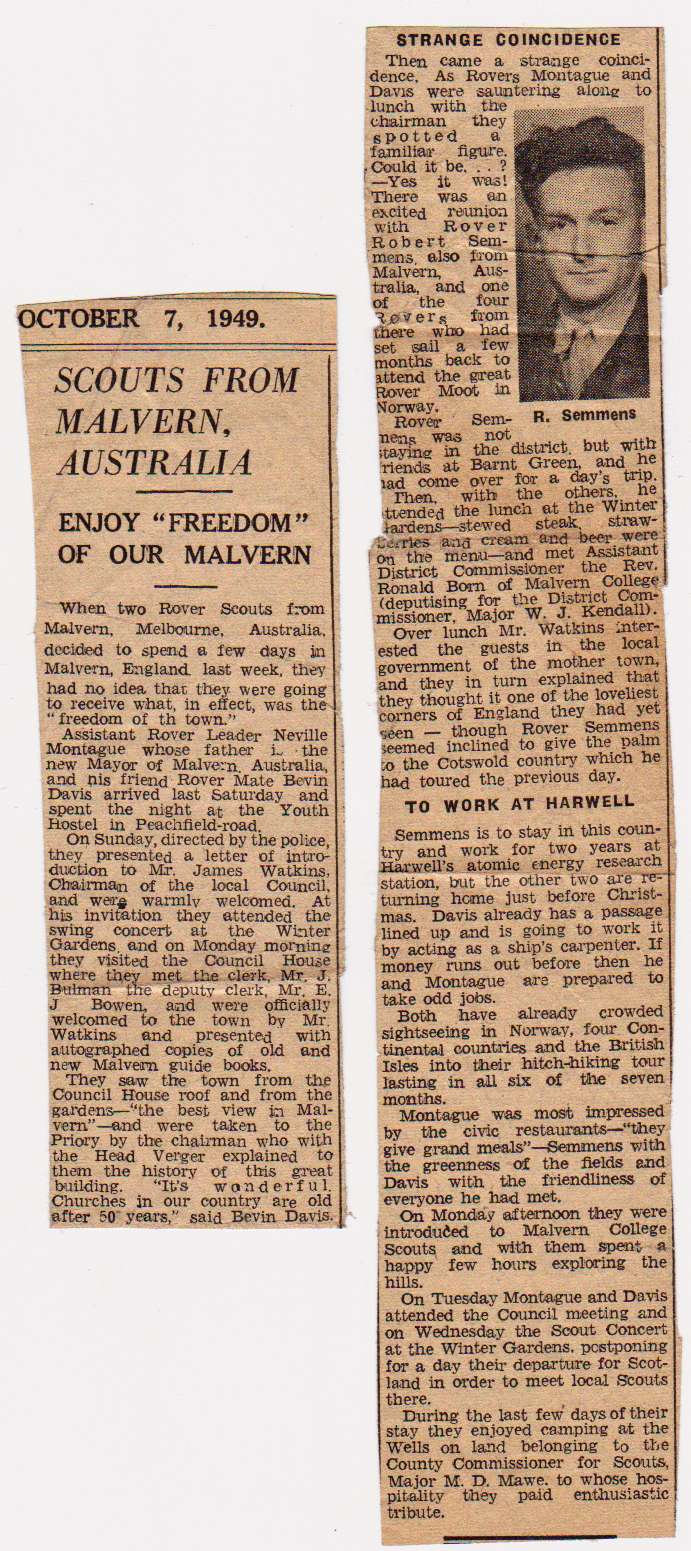 OCTOBER 7, 1949.
SCOUTS FROM
MALVERN,
AUSTRALIA
ENJOY “FREEDOM”
OF OUR MALVERN
When two Rover Scouts from
Malvern, Melbourne, Australia,
decided to spend a few days in
Malvern, England last week, they
had no idea that they were going
to receive what, in effect, was the
“freedom of th town.”
Assistant Rover Leader Neville
Montague whose father i. the
new Mayor of Malvern, Australia,
and his friend Rover Mate Bevin
Davis arrived last Saturday and
spent the night at the Youth
Hostel in Peachfield-road.
On Sunday, directed by the police,
they presented a letter of intro-
duction to Mr. James Watkins,
Chairman of the local Council,
and were warmly welcomed. At
his invitation they attended the
swing concert at the Winter
Gardens, and on Monday morning
they visited the Council House
where they met the clerk, Mr. J.
Bulman the deputy clerk, Mr. E.
J Bowen, and were officially
welcomed to the town by Mr.
Watkins and presented with
autographed copies of old and
new Malvern guide books.
They saw the town from the
Council House roof and from the
gardens—“the best view in Mal-
vern”—and were taken to the
Priory by the chairman who with
the Head Verger explained to
them the history of this great
building. “It's wonderful.
Churches in our country are old
after 50 years,” said Bevin Davis.
STRANGE COINCIDENCE
Then came a strange coinci-
dence. As Rovers Montague and
Davis were sauntering along to
lunch with the
chairman they
spotted a
familiar figure.
Could it be. . . ?
—Yes it was!
There was an
excited reunion
with Rover
Robert Sem-
mens, also from
Malvern, Aus-
tralia, and one
of the four
Rovers from
there who had
set sail a few
months back to
attend the great
Rover Moot in
Norway.
R. Semmens
Rover Sem-
mens was not
staying in the district, but with
riends at Barnt Green, and he
had come over for a day's trip.
Then, with the others, he
ttended the lunch at the Winter
Gardens—stewed steak, straw-
berries and cream and beer were
on the menu—and met Assistant
District Commissioner the Rev.
Ronald Born of Malvern College
(deputising for the District Com-
missioner, Major W. J. Kendall).
Over lunch Mr. Watkins inter-
ested the guests in the local
government of the mother town,
and they in turn explained that
they thought it one of the loveliest
corners of England they had yet
seen — though Rover Semmens
seemed inclined to give the palm
to the Cotswold country which he
had toured the previous day.
TO WORK AT HARWELL
Semmens is to stay in this coun-
try and work for two years at
Harwell's atomic energy research
station, but the other two are re-
turning home just before Christ-
mas. Davis already has a passage
lined up and is going to work it
by acting as a ship's carpenter. If
money runs out before then he
and Montague are prepared to
take odd jobs.
Both have already crowded
sightseeing in Norway, four Con-
tinental countries and the British
Isles into their hitch-hiking tour
lasting in all six of the seven
months.
Montague was most impressed
by the civic restaurants—“they
give grand meals”—Semmens with
the greenness of the fields and
Davis with the friendliness of
everyone he had met.
On Monday afternoon they were
introduced to Malvern College
Scouts and with them spent a
happy few hours exploring the
hills.
On Tuesday Montague and Davis
attended the Council meeting and
on Wednesday the Scout Concert
at the Winter Gardens, postponing
for a day their departure for Scot-
land in order to meet local Scouts
there.
During the last few days of their
stay they enjoyed camping at the
Wells on land belonging to the
County Commissioner for Scouts,
Major M. D. Mawe, to whose hos-
pitality they paid enthusiastic
tribute.